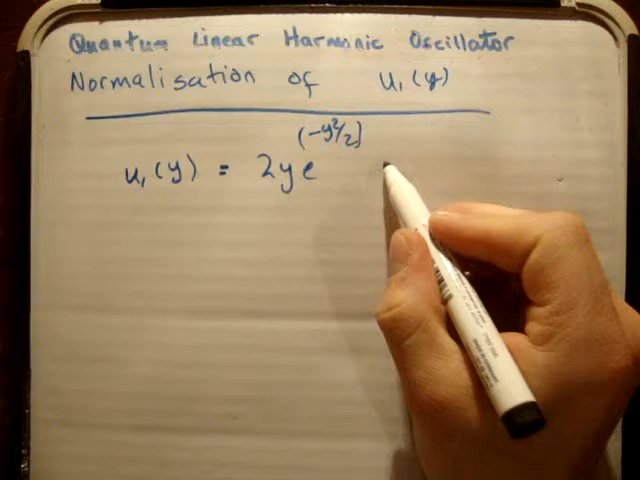 Quantum Linear Harmonic Oscillator
Normalisation of u₁(y)
u₁(y) = 2ye^(-y²/2)